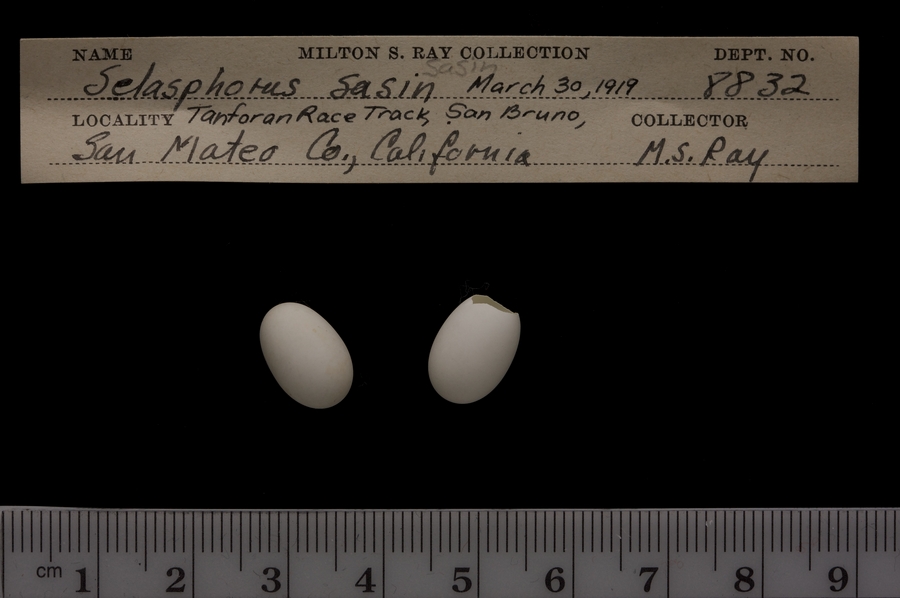 NAME MILTON S. RAY COLLECTION DEPT. NO.
sasin
Selasphorus sasin March 30, 1919 8832
LOCALITY Tanforan Race Track, San Bruno, COLLECTOR
San Mateo Co., California M.S. Ray
cm 1 2 3 4 5 6 7 8 9